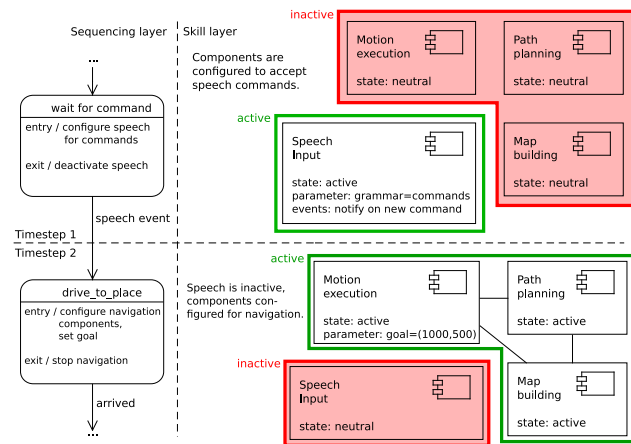 Sequencing layer
Skill layer
...
wait for command
entry / configure speech
for commands
exit / deactivate speech
speech event
Timestep 1
Components are
configured to accept
speech commands.
inactive
Motion
execution
state: neutral
Path
planning
state: neutral
Map
building
state: neutral
active
Speech
Input
state: active
parameter: grammar=commands
events: notify on new command
Timestep 2
drive_to_place
entry / configure navigation
components,
set goal
exit / stop navigation
arrived
...
Speech is inactive,
components con-
figured for navigation.
active
Motion
execution
state: active
parameter: goal=(1000,500)
Path
planning
state: active
Map
building
state: active
inactive
Speech
Input
state: neutral